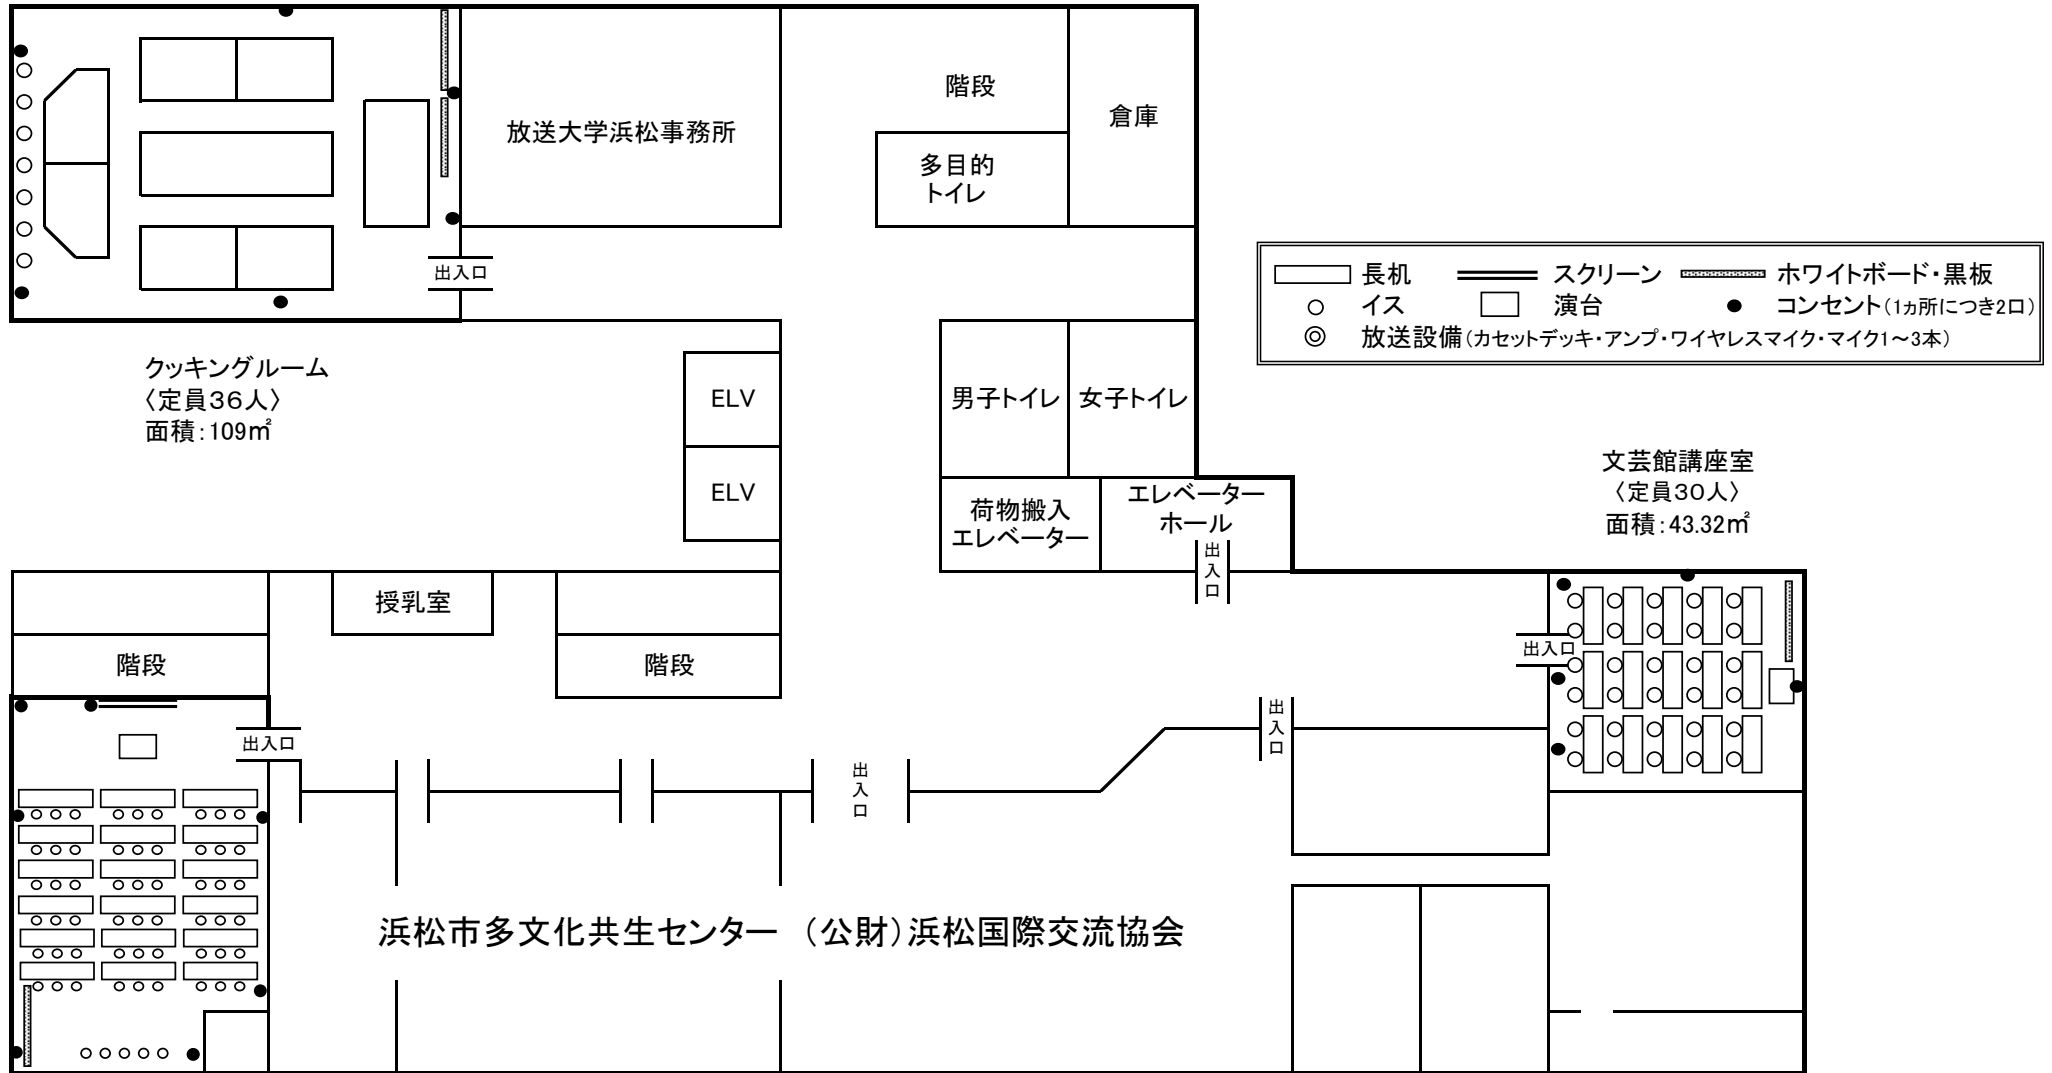 階段
倉庫
放送大学浜松事務所
多目的
トイレ
出入口
長机
スクリーン
ホワイトボード・黒板
イス
演台
コンセント(1ヵ所につき2口)
放送設備(カセットデッキ・アンプ・ワイヤレスマイク・マイク1～3本)
クッキングルーム
〈定員36人〉
面積:109㎡
ELV
男子トイレ
女子トイレ
ELV
文芸館講座室
〈定員30人〉
面積:43.32㎡
荷物搬入
エレベーター
エレベーター
ホール
出入口
授乳室
階段
階段
出入口
出入口
出入口
出入口
浜松市多文化共生センター (公財)浜松国際交流協会